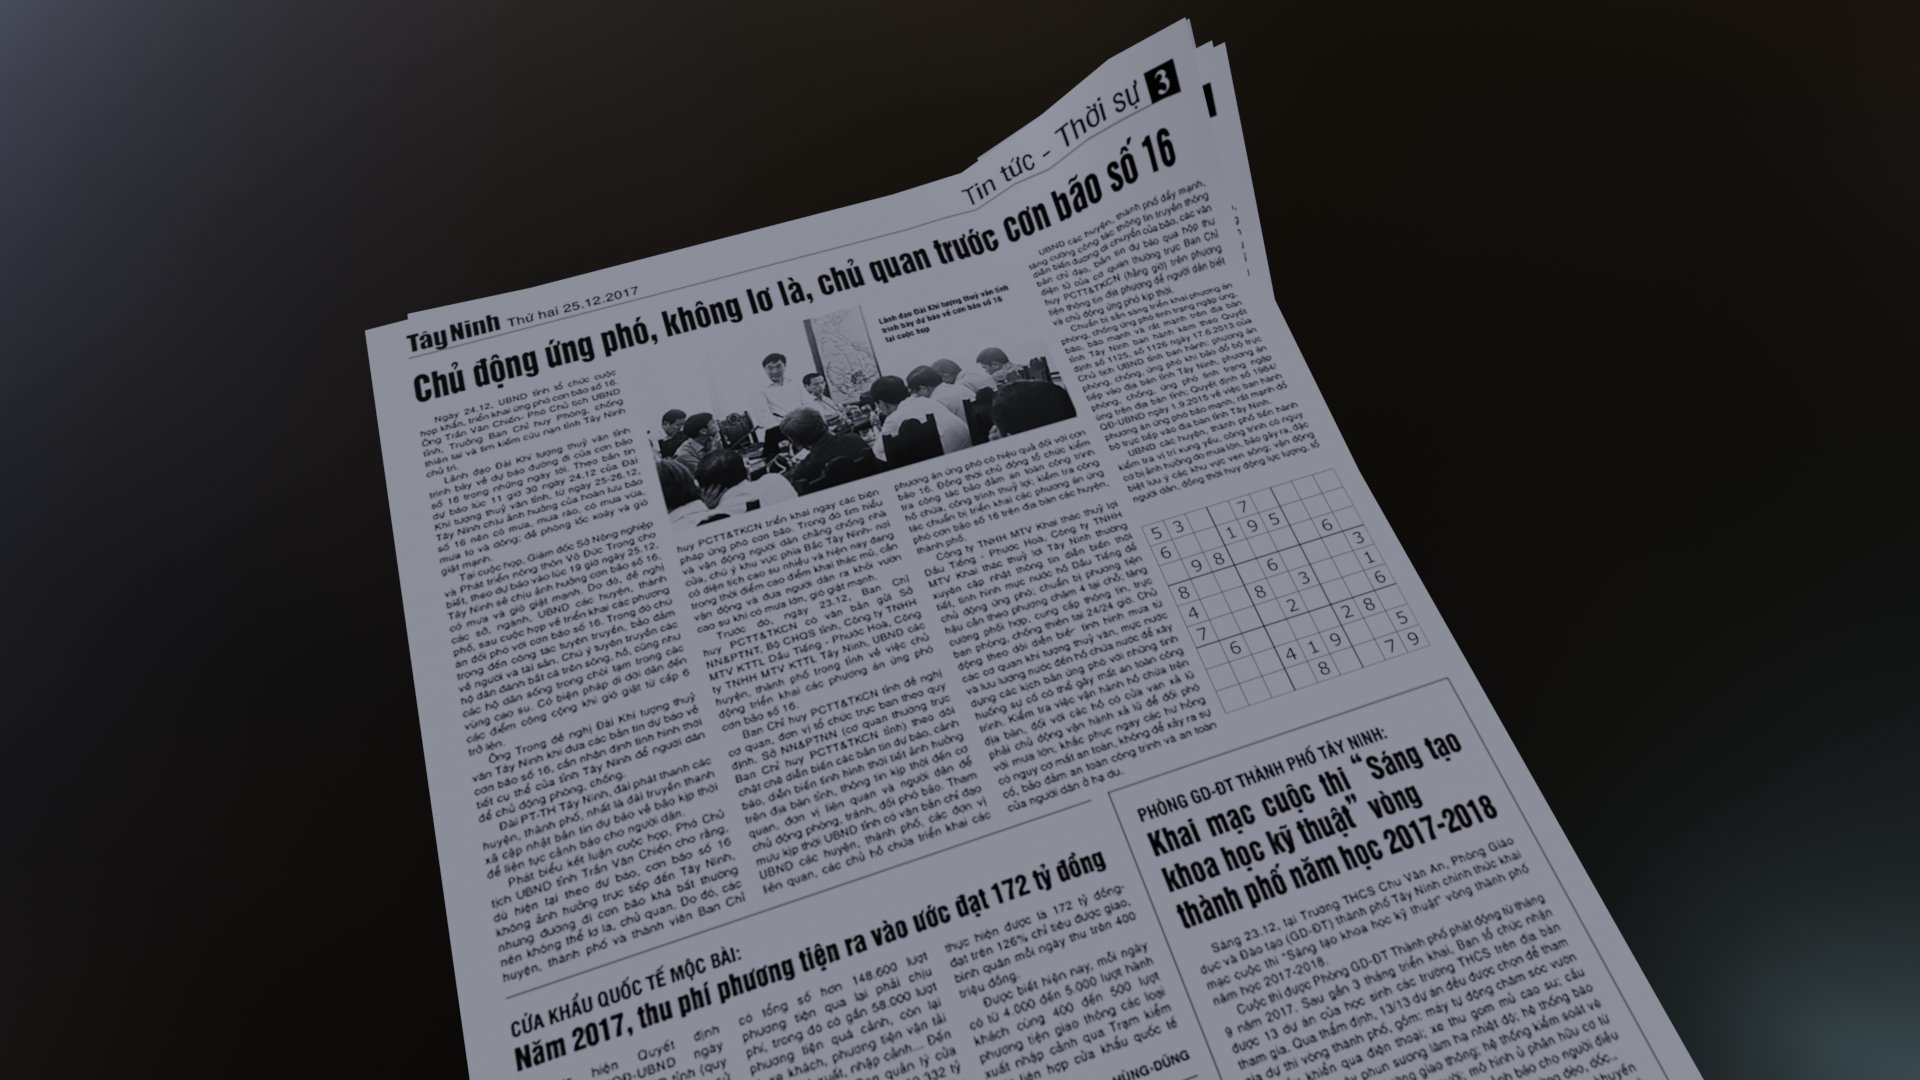 Tây Ninh Thứ hai 25.12.2017
Tin tức - Thời sự 3
Chủ động ứng phó, không lơ là, chủ quan trước cơn bão số 16
Ngày 24.12, UBND tỉnh tổ chức cuộc
họp khẩn, triển khai ứng phó cơn bão số 16.
Ông Trần Văn Chiến- Phó Chủ tịch UBND
tỉnh, Trưởng Ban Chỉ huy Phòng, chống
thiên tai và tìm kiếm cứu nạn tỉnh Tây Ninh
chủ trì.
Lãnh đạo Đài Khí tượng thuỷ văn tỉnh
trình bày về dự báo đường đi của cơn bão
số 16 trong những ngày tới. Theo bản tin
dự báo lúc 11 giờ 30 ngày 24.12 của Đài
Khí tượng thuỷ văn tỉnh, từ ngày 25-26.12,
Tây Ninh chịu ảnh hưởng của hoàn lưu bão
số 16 nên có mưa, mưa rào, có mưa vừa,
mưa to và dông; đề phòng lốc xoáy và gió
giật mạnh.
Tại cuộc họp, Giám đốc Sở Nông nghiệp
và Phát triển nông thôn Võ Đức Trong cho
biết, theo dự báo vào lúc 19 giờ ngày 25.12,
Tây Ninh sẽ chịu ảnh hưởng cơn bão số 16,
có mưa và gió giật mạnh. Do đó, đề nghị
các sở, ngành, UBND các huyện, thành
phố, sau cuộc họp về triển khai các phương
án đối phó với cơn bão số 16. Trong đó chú
trọng đến công tác tuyên truyền, bảo đảm
về người và tài sản. Chú ý tuyên truyền các
hộ dân đánh bắt cá trên sông, hồ, cũng như
các hộ dân sống trong chòi tạm trong các
vùng cao su. Có biện pháp di dời dân đến
các điểm công cộng khi gió giật từ cấp 6
trở lên.
Ông Trong đề nghị Đài Khí tượng thuỷ
văn Tây Ninh khi đưa các bản tin dự báo về
cơn bão số 16, cần nhận định tình hình thời
tiết cụ thể của tỉnh Tây Ninh để người dân
để chủ động phòng, chống.
Đài PT-TH Tây Ninh, đài phát thanh các
huyện, thành phố, nhất là đài truyền thanh
xã cập nhật bản tin dự báo về bão kịp thời
để liên tục cảnh báo cho người dân.
Phát biểu kết luận cuộc họp, Phó Chủ
tịch UBND tỉnh Trần Văn Chiến cho rằng,
dù hiện tại theo dự báo, cơn bão số 16
không ảnh hưởng trực tiếp đến Tây Ninh,
nhưng đường đi cơn bão khá bất thường
nên không thể lơ là, chủ quan. Do đó, các
huyện, thành phố và thành viên Ban Chỉ
Lãnh đạo Đài Khí tượng thuỷ văn tỉnh
trình bày dự báo về cơn bão số 16
tại cuộc họp
huy PCTT&TKCN triển khai ngay các biện
pháp ứng phó cơn bão. Trong đó tìm hiểu
và vận động người dân chằng chống nhà
cửa, chú ý khu vực phía Bắc Tây Ninh- nơi
có diện tích cao su nhiều và hiện nay đang
trong thời điểm cao điểm khai thác mủ, cần
vận động và đưa người dân ra khỏi vườn
cao su khi có mưa lớn, gió giật mạnh.
Trước đó, ngày 23.12, Ban Chỉ
huy PCTT&TKCN có văn bản gửi Sở
NN&PTNT, Bộ CHQS tỉnh, Công ty TNHH
MTV KTTL Dầu Tiếng - Phước Hoà, Công
ty TNHH MTV KTTL Tây Ninh, UBND các
huyện, thành phố trong tỉnh về việc chủ
động triển khai các phương án ứng phó
cơn bão số 16.
Ban Chỉ huy PCTT&TKCN tỉnh đề nghị
cơ quan, đơn vị tổ chức trực ban theo quy
định. Sở NN&PTNN (cơ quan thường trực
Ban Chỉ huy PCTT&TKCN tỉnh) theo dõi
chặt chẽ diễn biến các bản tin dự báo, cảnh
báo, diễn biến tình hình thời tiết ảnh hưởng
trên địa bàn tỉnh, thông tin kịp thời đến cơ
quan, đơn vị liên quan và người dân để
chủ động phòng, tránh, đối phó bão. Tham
mưu kịp thời UBND tỉnh có văn bản chỉ đạo
UBND các huyện, thành phố, các đơn vị
liên quan, các chủ hồ chứa triển khai các
phương án ứng phó có hiệu quả đối với cơn
bão 16. Đồng thời chủ động tổ chức kiểm
tra công tác bảo đảm an toàn công trình
hồ chứa, công trình thuỷ lợi; kiểm tra công
tác chuẩn bị triển khai các phương án ứng
phó cơn bão số 16 trên địa bàn các huyện,
thành phố.
Công ty TNHH MTV Khai thác thuỷ lợi
Dầu Tiếng - Phước Hoà, Công ty TNHH
MTV Khai thác thuỷ lợi Tây Ninh thường
xuyên cập nhật thông tin diễn biến thời
tiết, tình hình mực nước hồ Dầu Tiếng để
chủ động ứng phó; chuẩn bị phương tiện
hậu cần theo phương châm 4 tại chỗ; tăng
cường phối hợp, cung cấp thông tin, trực
ban phòng, chống thiên tai 24/24 giờ. Chủ
động theo dõi diễn biến tình hình mưa từ
các cơ quan khí tượng thuỷ văn, mực nước
và lưu lượng nước đến hồ chứa nước để xây
dựng các kịch bản ứng phó với những tình
huống sự cố có thể gây mất an toàn công
trình. Kiểm tra việc vận hành hồ chứa trên
địa bàn, đối với các hồ có cửa van xả lũ
phải chủ động vận hành xả lũ để đối phó
với mưa lớn; khắc phục ngay các hư hỏng
có nguy cơ mất an toàn, không để xảy ra sự
cố, bảo đảm an toàn công trình và an toàn
của người dân ở hạ du.
UBND các huyện, thành phố đẩy mạnh,
tăng cường công tác thông tin truyền thông
diễn biến đường di chuyển của bão, các văn
bản chỉ đạo, bản tin dự báo qua hộp thư
điện tử của cơ quan thường trực Ban Chỉ
huy PCTT&TKCN (hằng giờ) trên phương
tiện thông tin địa phương để người dân biết
và chủ động ứng phó kịp thời.
Chuẩn bị sẵn sàng triển khai phương án
phòng, chống ứng phó tình trạng ngập úng,
bão, bão mạnh và rất mạnh trên địa bàn
tỉnh Tây Ninh ban hành kèm theo Quyết
định số 1125, số 1126 ngày 17.6.2013 của
Chủ tịch UBND tỉnh ban hành: phương án
phòng, chống, ứng phó khi bão đổ bộ trực
tiếp vào địa bàn tỉnh Tây Ninh, phương án
phòng, chống, ứng phó tình trạng ngập
úng trên địa bàn tỉnh; Quyết định số 1984/
QĐ-UBND ngày 1.9.2015 về việc ban hành
phương án ứng phó bão mạnh, rất mạnh đổ
bộ trực tiếp vào địa bàn tỉnh Tây Ninh.
UBND các huyện, thành phố tiến hành
kiểm tra vị trí xung yếu, công trình có nguy
cơ bị ảnh hưởng do mưa lớn, bão gây ra, đặc
biệt lưu ý các khu vực ven sông; vận động
người dân, đồng thời huy động lực lượng, tổ
5 3 7
6 1 9 5
9 8 6
8 6 3
4 8 3 1
7 2 6
6 2 8
4 1 9 5
8 7 9
CỬA KHẨU QUỐC TẾ MỘC BÀI:
Năm 2017, thu phí phương tiện ra vào ước đạt 172 tỷ đồng
hiện Quyết định
QĐ-UBND ngày
tỉnh (quy
có tổng số hơn 148.600 lượt
phương tiện qua lại phải chịu
phí, trong đó có gần 58.000 lượt
phương tiện quá cảnh, còn lại
xe khách, phương tiện vận tải
xuất, nhập cảnh... Đến
quản lý của
332 tỷ
thực hiện được là 172 tỷ đồng-
đạt trên 126% chỉ tiêu được giao,
bình quân mỗi ngày thu trên 400
triệu đồng.
Được biết hiện nay, mỗi ngày
có từ 4.000 đến 5.000 lượt hành
khách cùng 400 đến 500 lượt
phương tiện giao thông các loại
xuất nhập cảnh qua Trạm kiểm
liên hợp cửa khẩu quốc tế
HÙNG-DŨNG
PHÒNG GD-ĐT THÀNH PHỐ TÂY NINH:
Khai mạc cuộc thi “ Sáng tạo
khoa học kỹ thuật” vòng
thành phố năm học 2017-2018
Sáng 23.12, tại Trường THCS Chu Văn An, Phòng Giáo
dục và Đào tạo (GD-ĐT) thành phố Tây Ninh chính thức khai
mạc cuộc thi "Sáng tạo khoa học kỹ thuật" vòng thành phố
năm học 2017-2018.
Cuộc thi được Phòng GD-ĐT Thành phố phát động từ tháng
9 năm 2017. Sau gần 3 tháng triển khai, Ban tổ chức nhận
được 13 dự án của học sinh các trường THCS trên địa bàn
tham gia. Qua thẩm định, 13/13 dự án đều được chọn để tham
gia dự thi vòng thành phố, gồm: máy tự động chăm sóc vườn
khiển qua điện thoại; xe thu gom mủ cao su; cầu
phun sương làm hạ nhiệt độ; hệ thống báo
giao thông; hệ thống kiểm soát vé
mô hình ủ phân hữu cơ từ
báo cho người điều
đèo, dốc...
khuyến